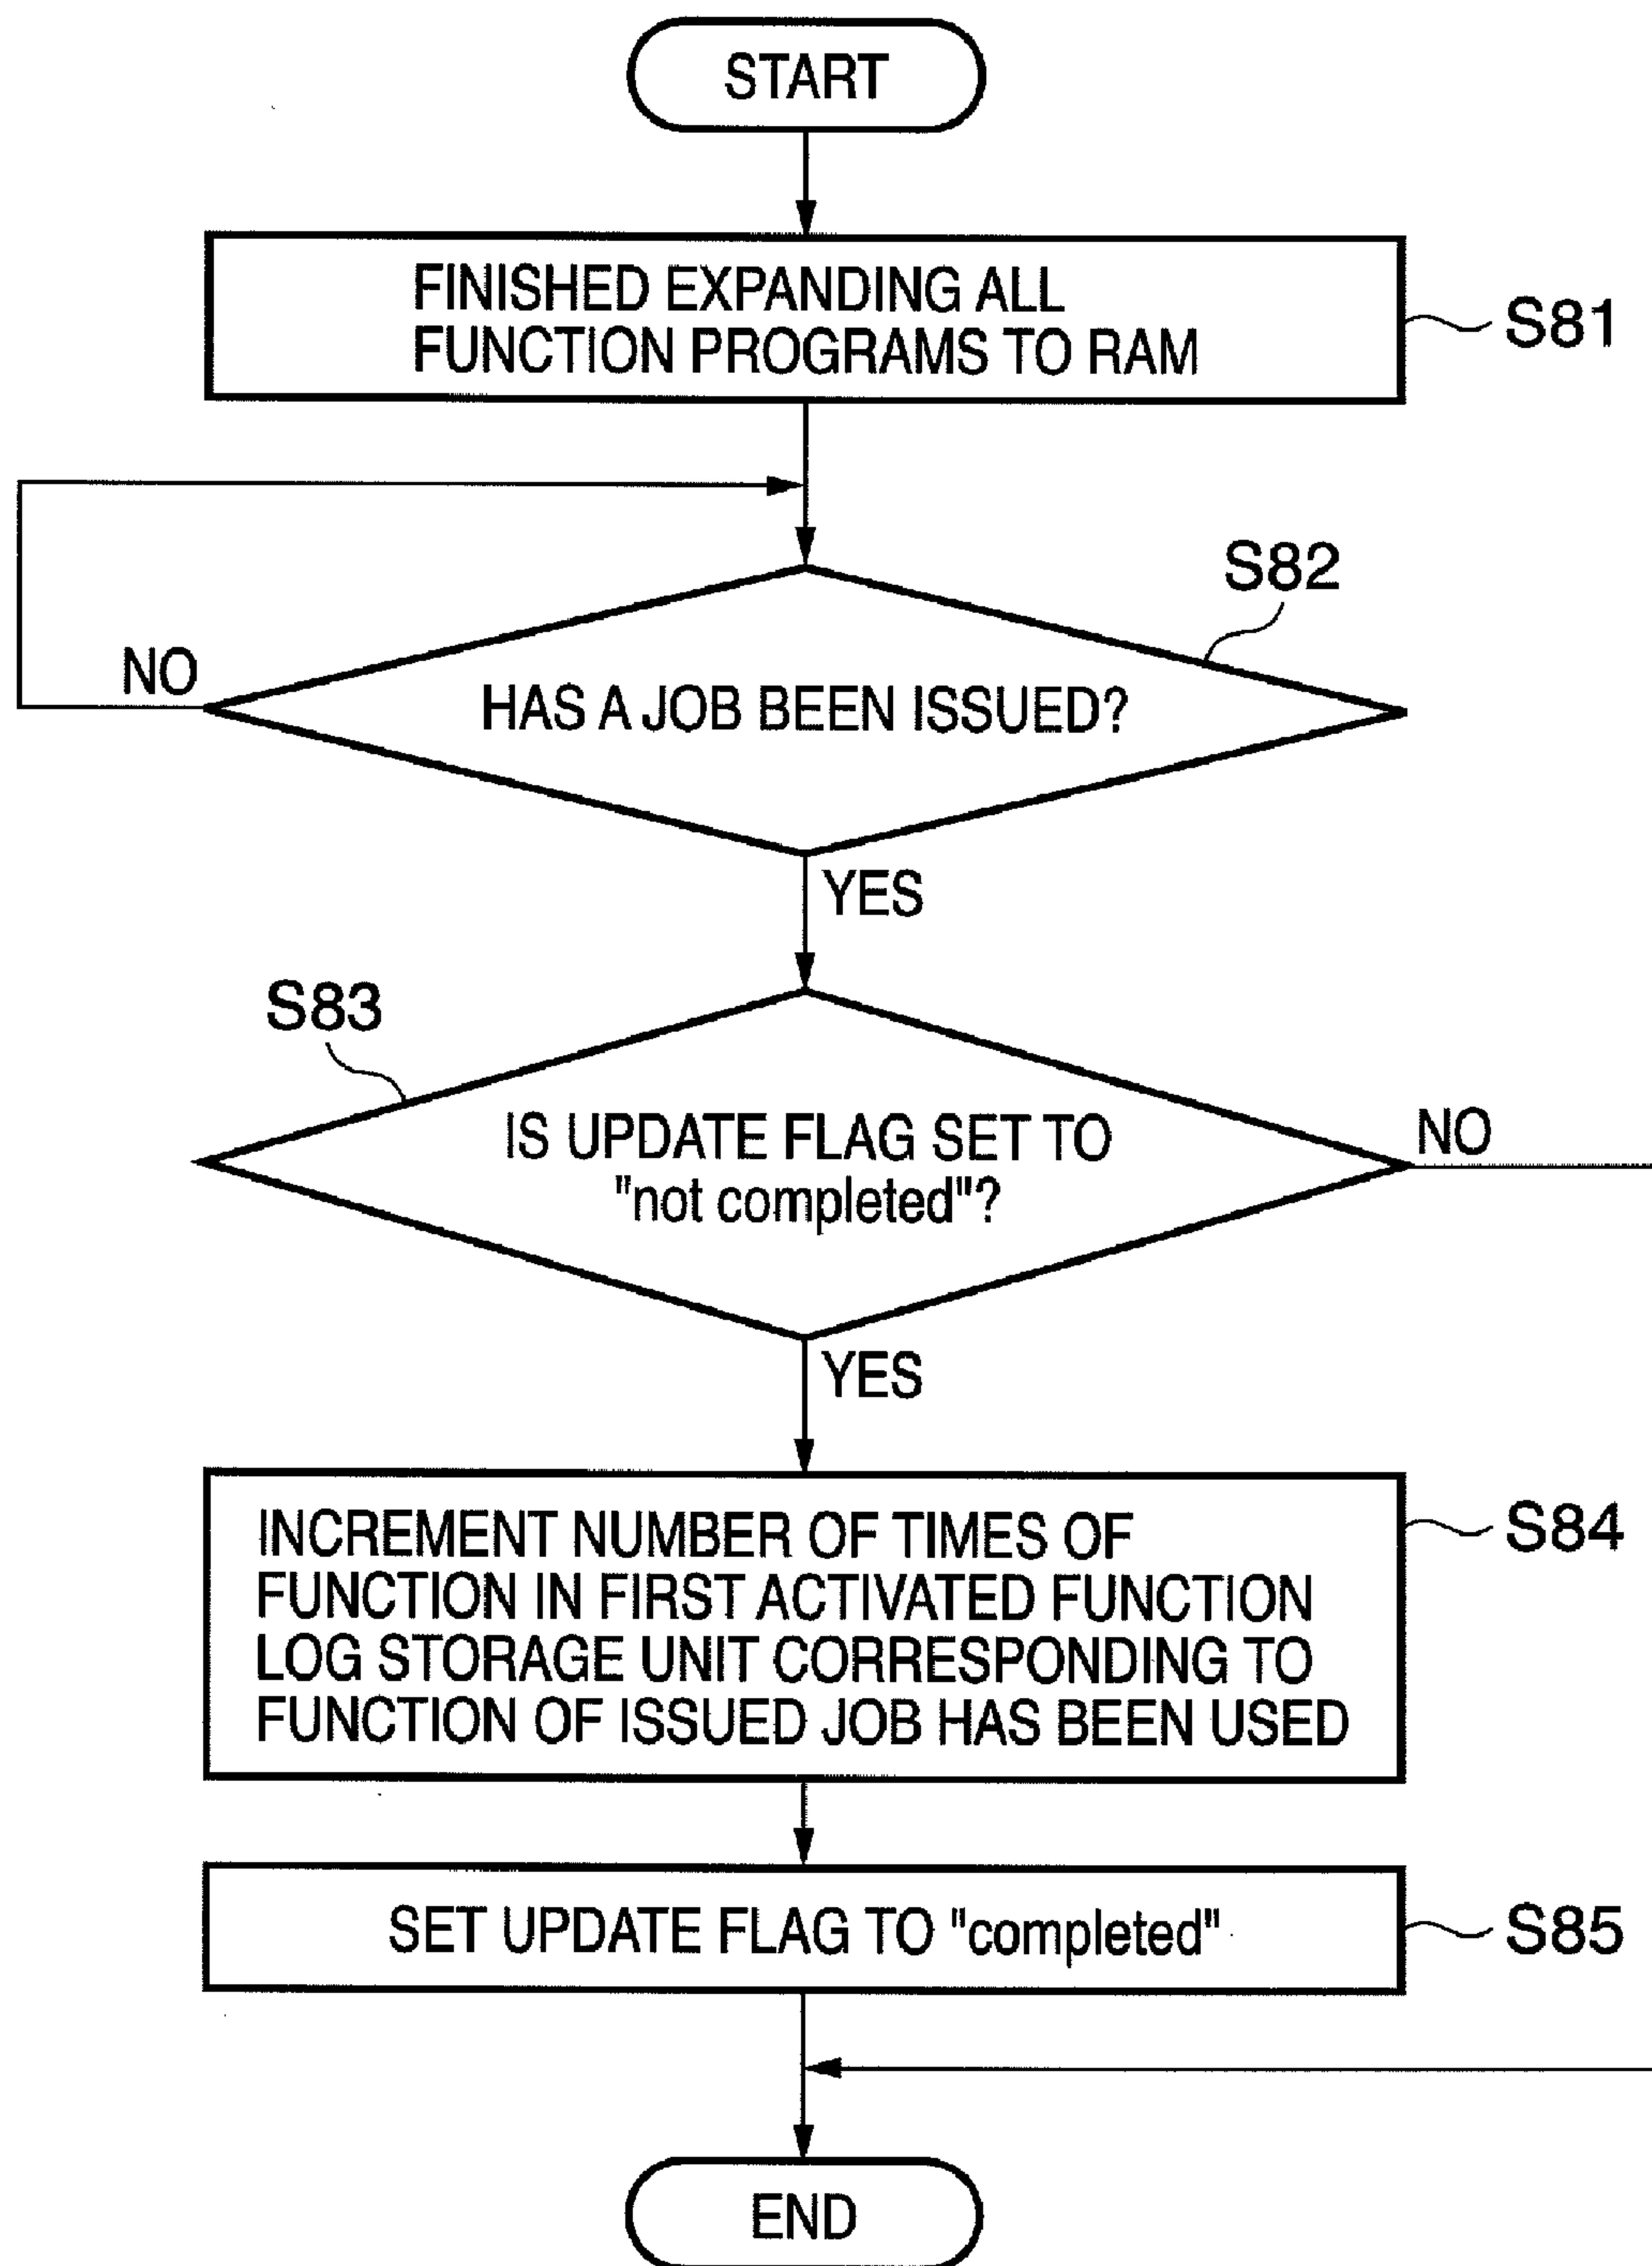 START
FINISHED EXPANDING ALL
FUNCTION PROGRAMS TO RAM
S81
S82
NO
HAS A JOB BEEN ISSUED?
YES
S83
IS UPDATE FLAG SET TO
"not completed"?
NO
YES
INCREMENT NUMBER OF TIMES OF
FUNCTION IN FIRST ACTIVATED FUNCTION
LOG STORAGE UNIT CORRESPONDING TO
FUNCTION OF ISSUED JOB HAS BEEN USED
S84
SET UPDATE FLAG TO "completed"
S85
END